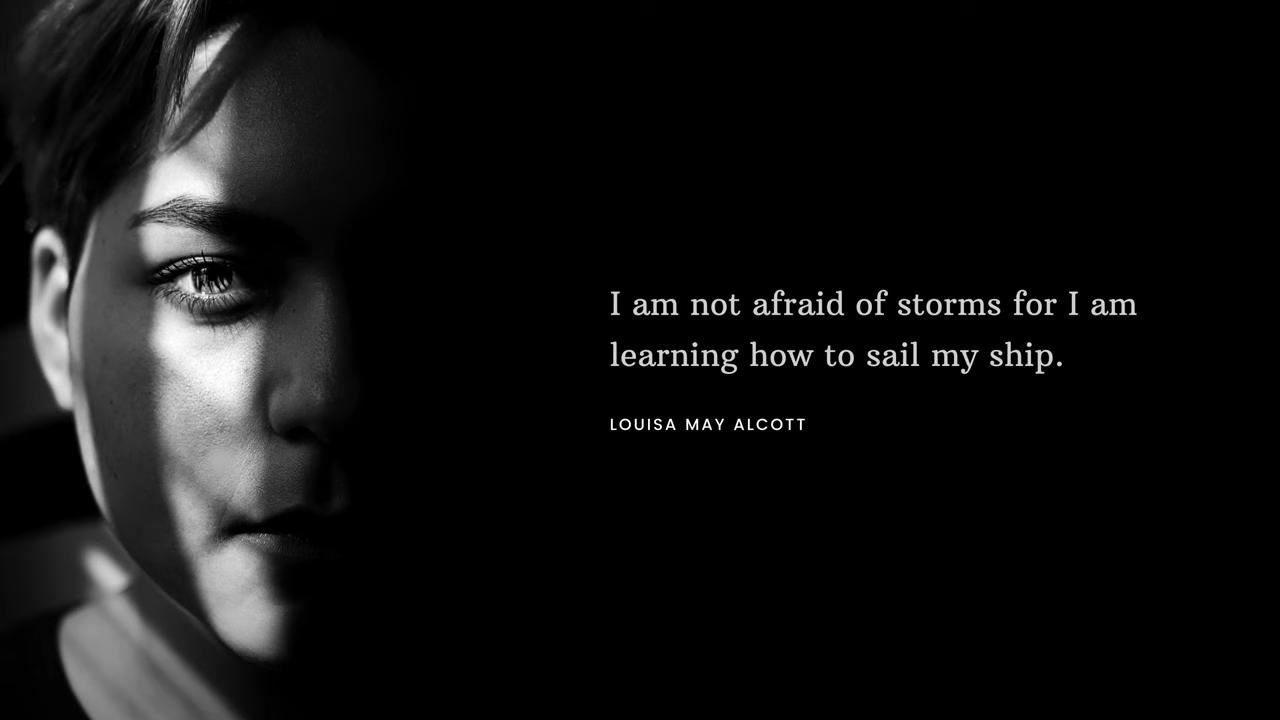 I am not afraid of storms for I am
learning how to sail my ship.
LOUISA MAY ALCOTT